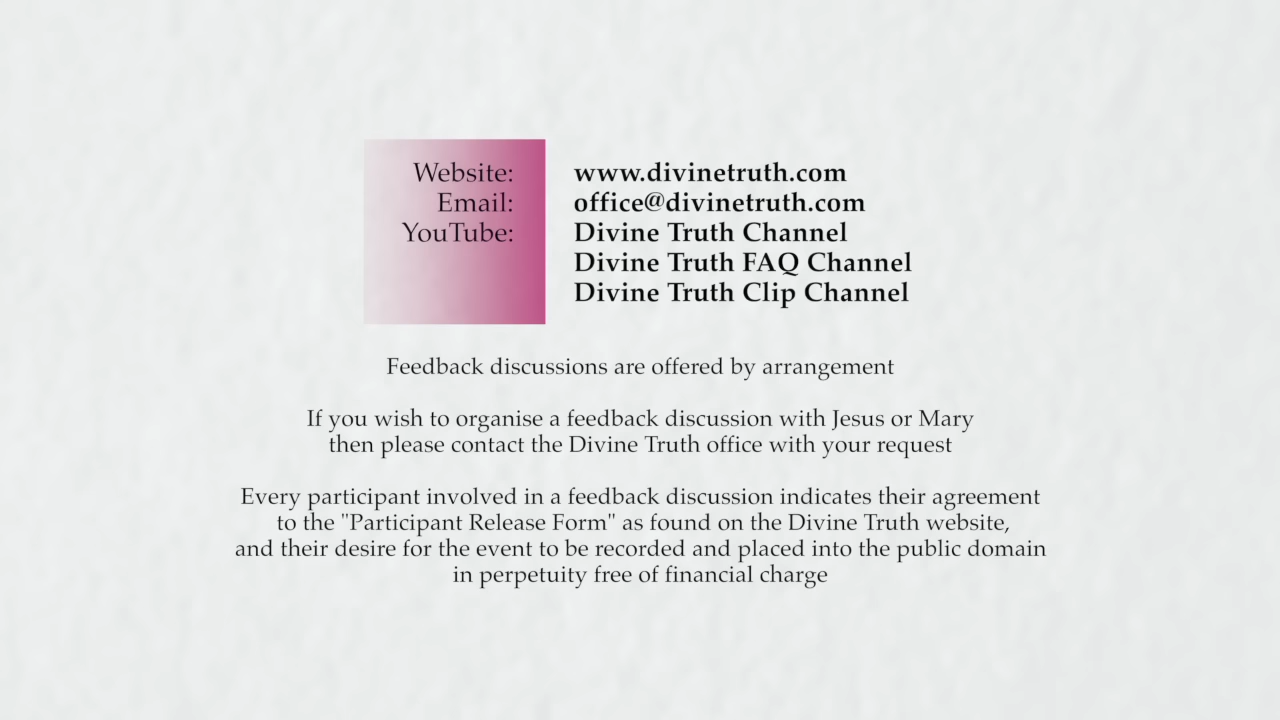 Website: www.divinetruth.com
Email: office@divinetruth.com
YouTube: Divine Truth Channel
Divine Truth FAQ Channel
Divine Truth Clip Channel
Feedback discussions are offered by arrangement
If you wish to organise a feedback discussion with Jesus or Mary
then please contact the Divine Truth office with your request
Every participant involved in a feedback discussion indicates their agreement
to the "Participant Release Form" as found on the Divine Truth website,
and their desire for the event to be recorded and placed into the public domain
in perpetuity free of financial charge